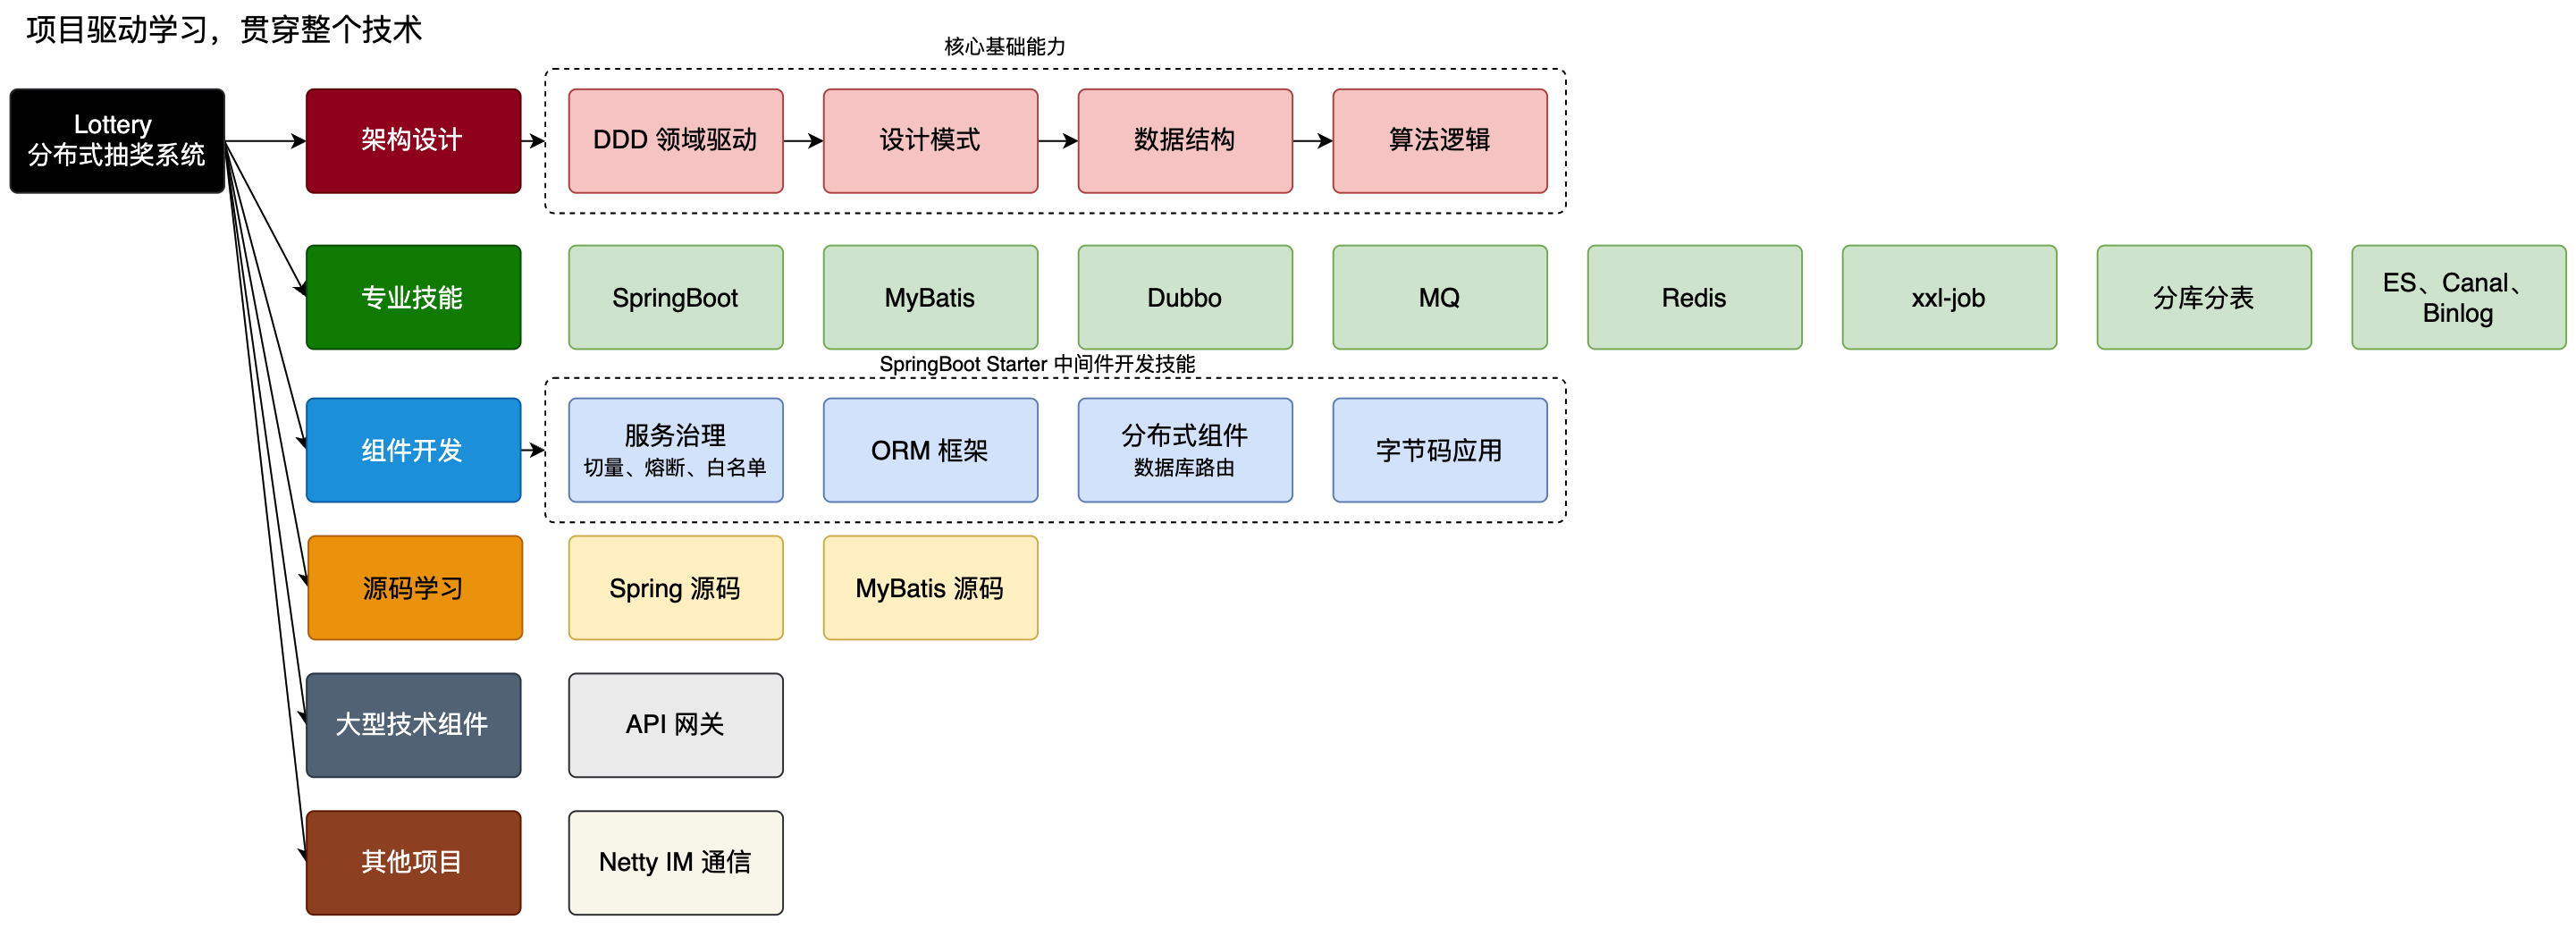 项目驱动学习，贯穿整个技术
核心基础能力
Lottery
分布式抽奖系统
架构设计
DDD 领域驱动
设计模式
数据结构
算法逻辑
专业技能
SpringBoot
MyBatis
Dubbo
MQ
Redis
xxl-job
分库分表
ES、Canal、
Binlog
SpringBoot Starter 中间件开发技能
组件开发
服务治理
切量、熔断、白名单
ORM 框架
分布式组件
数据库路由
字节码应用
源码学习
Spring 源码
MyBatis 源码
大型技术组件
API 网关
其他项目
Netty IM 通信